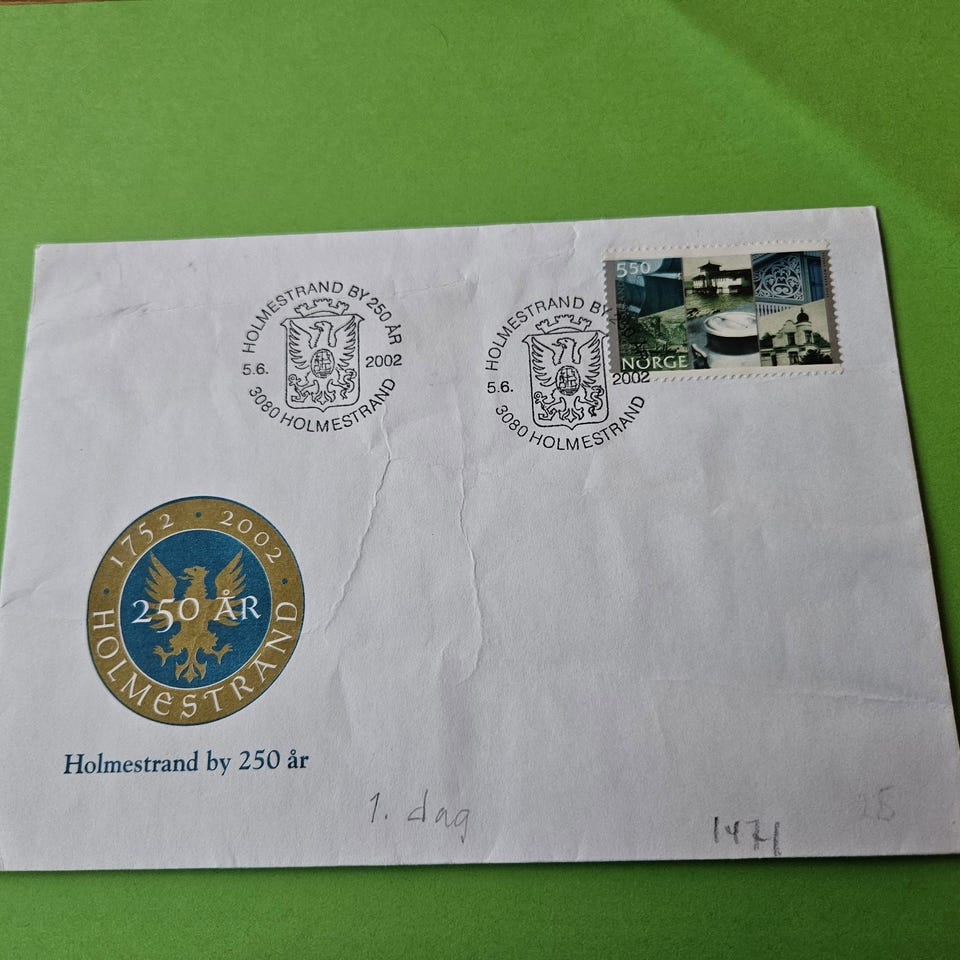 HOLMESTRAND BY 250 ÅR
5.6. 2002
3080 HOLMESTRAND
HOLMESTRAND BY
5.6. 2002
3080 HOLMESTRAND
550
NORGE
1752 · 2002
250 ÅR
HOLMESTRAND
Holmestrand by 250 år
1. dag
1471
25